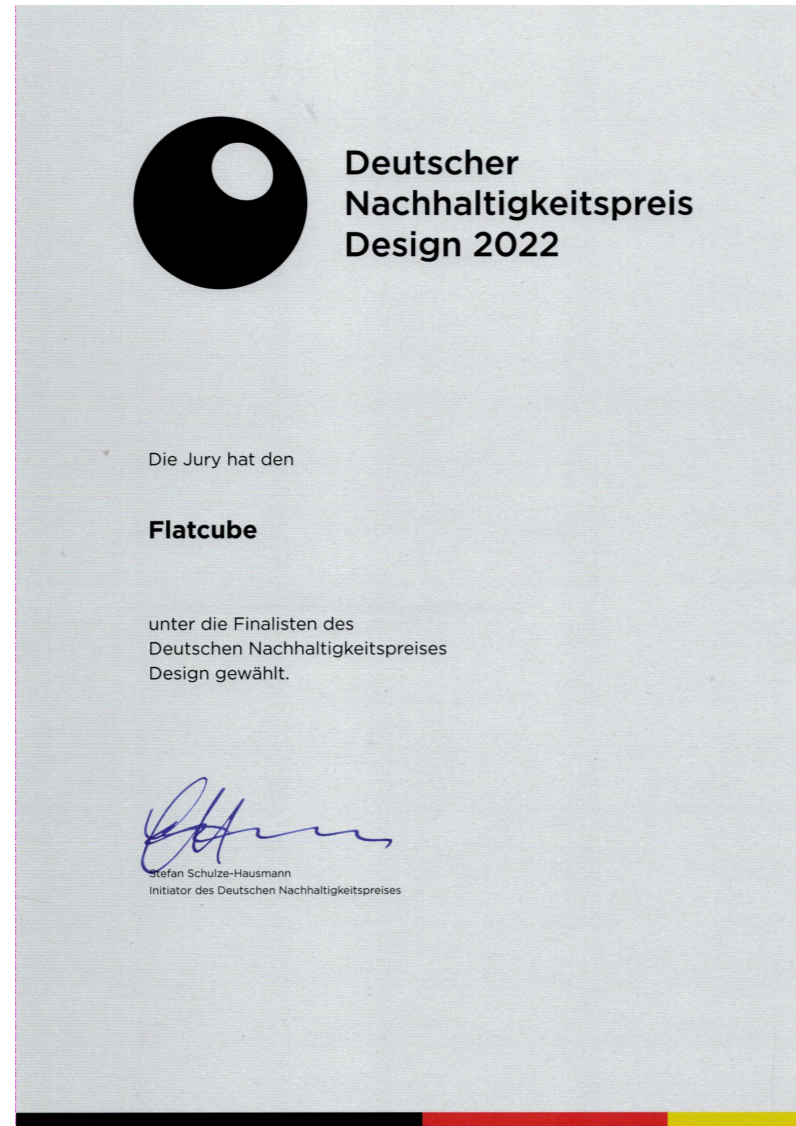 Deutscher
Nachhaltigkeitspreis
Design 2022
Die Jury hat den
Flatcube
unter die Finalisten des
Deutschen Nachhaltigkeitspreises
Design gewählt.
Stefan Schulze-Hausmann
Initiator des Deutschen Nachhaltigkeitspreises